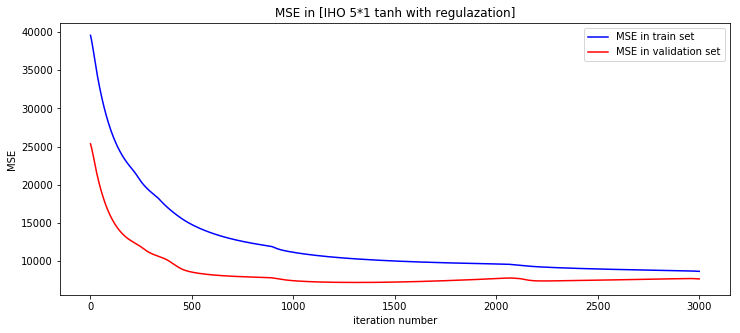 MSE in [IHO 5*1 tanh with regulazation]
MSE in train set
MSE in validation set
MSE
40000
35000
30000
25000
20000
15000
10000
0
500
1000
1500
2000
2500
3000
iteration number